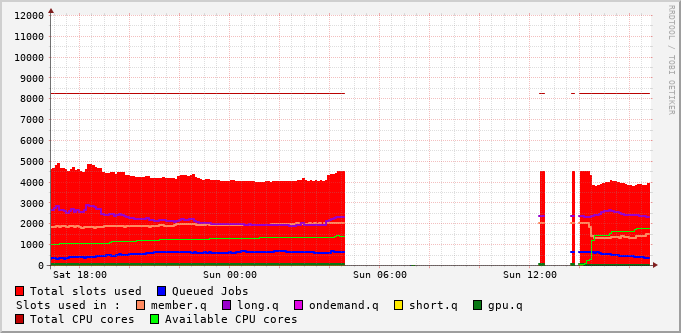 12000
11000
10000
9000
8000
7000
6000
5000
4000
3000
2000
1000
0
Sat 18:00 Sun 00:00 Sun 06:00 Sun 12:00
Total slots used Queued Jobs
Slots used in : member.q long.q ondemand.q short.q gpu.q
Total CPU cores Available CPU cores
RRDTOOL / TOBI OETIKER